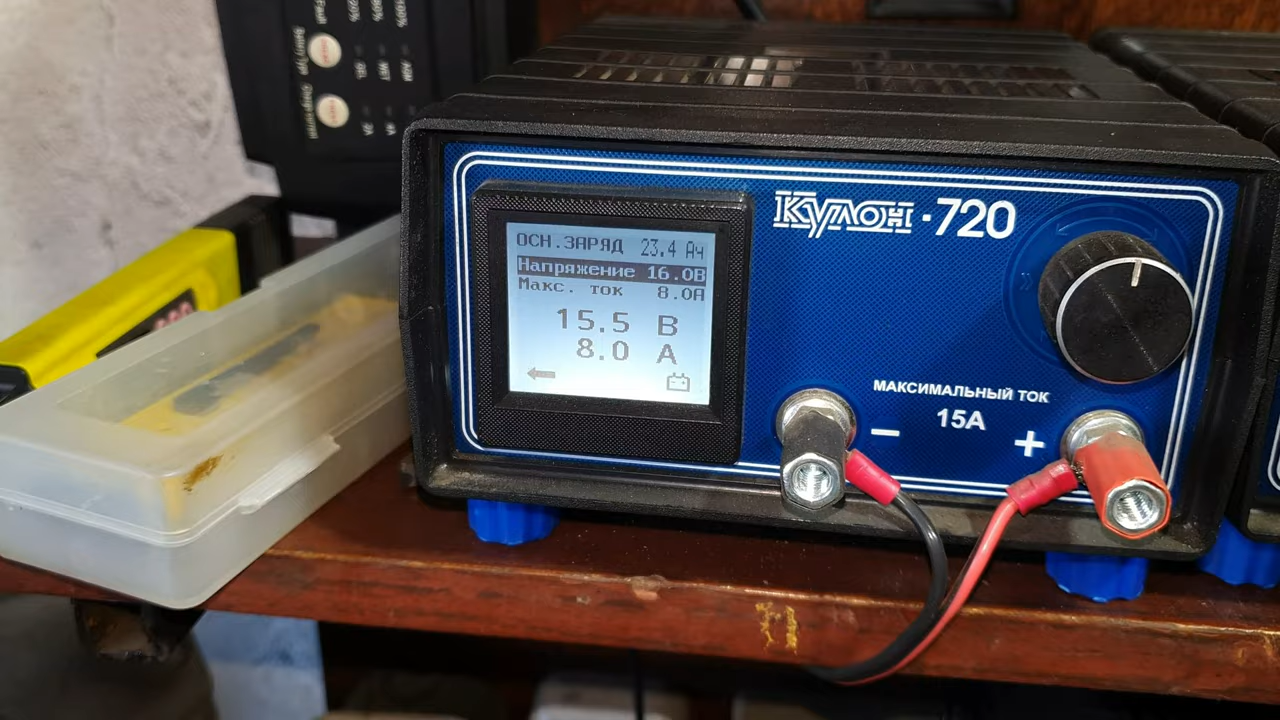 Кулон-720
ОСН.ЗАРЯД 23.4 Ач
Напряжение 16.0В
Макс. ток 8.0А
15.5 В
8.0 А
МАКСИМАЛЬНЫЙ ТОК
15А
− +